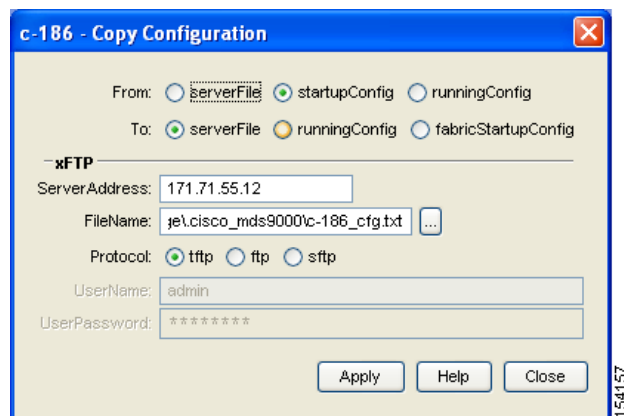 c-186 - Copy Configuration
From: serverFile startupConfig runningConfig
To: serverFile runningConfig fabricStartupConfig
xFTP
ServerAddress: 171.71.55.12
FileName: ge\.cisco_mds9000\c-186_cfg.txt ...
Protocol: tftp ftp sftp
UserName: admin
UserPassword: ********
Apply Help Close
154157